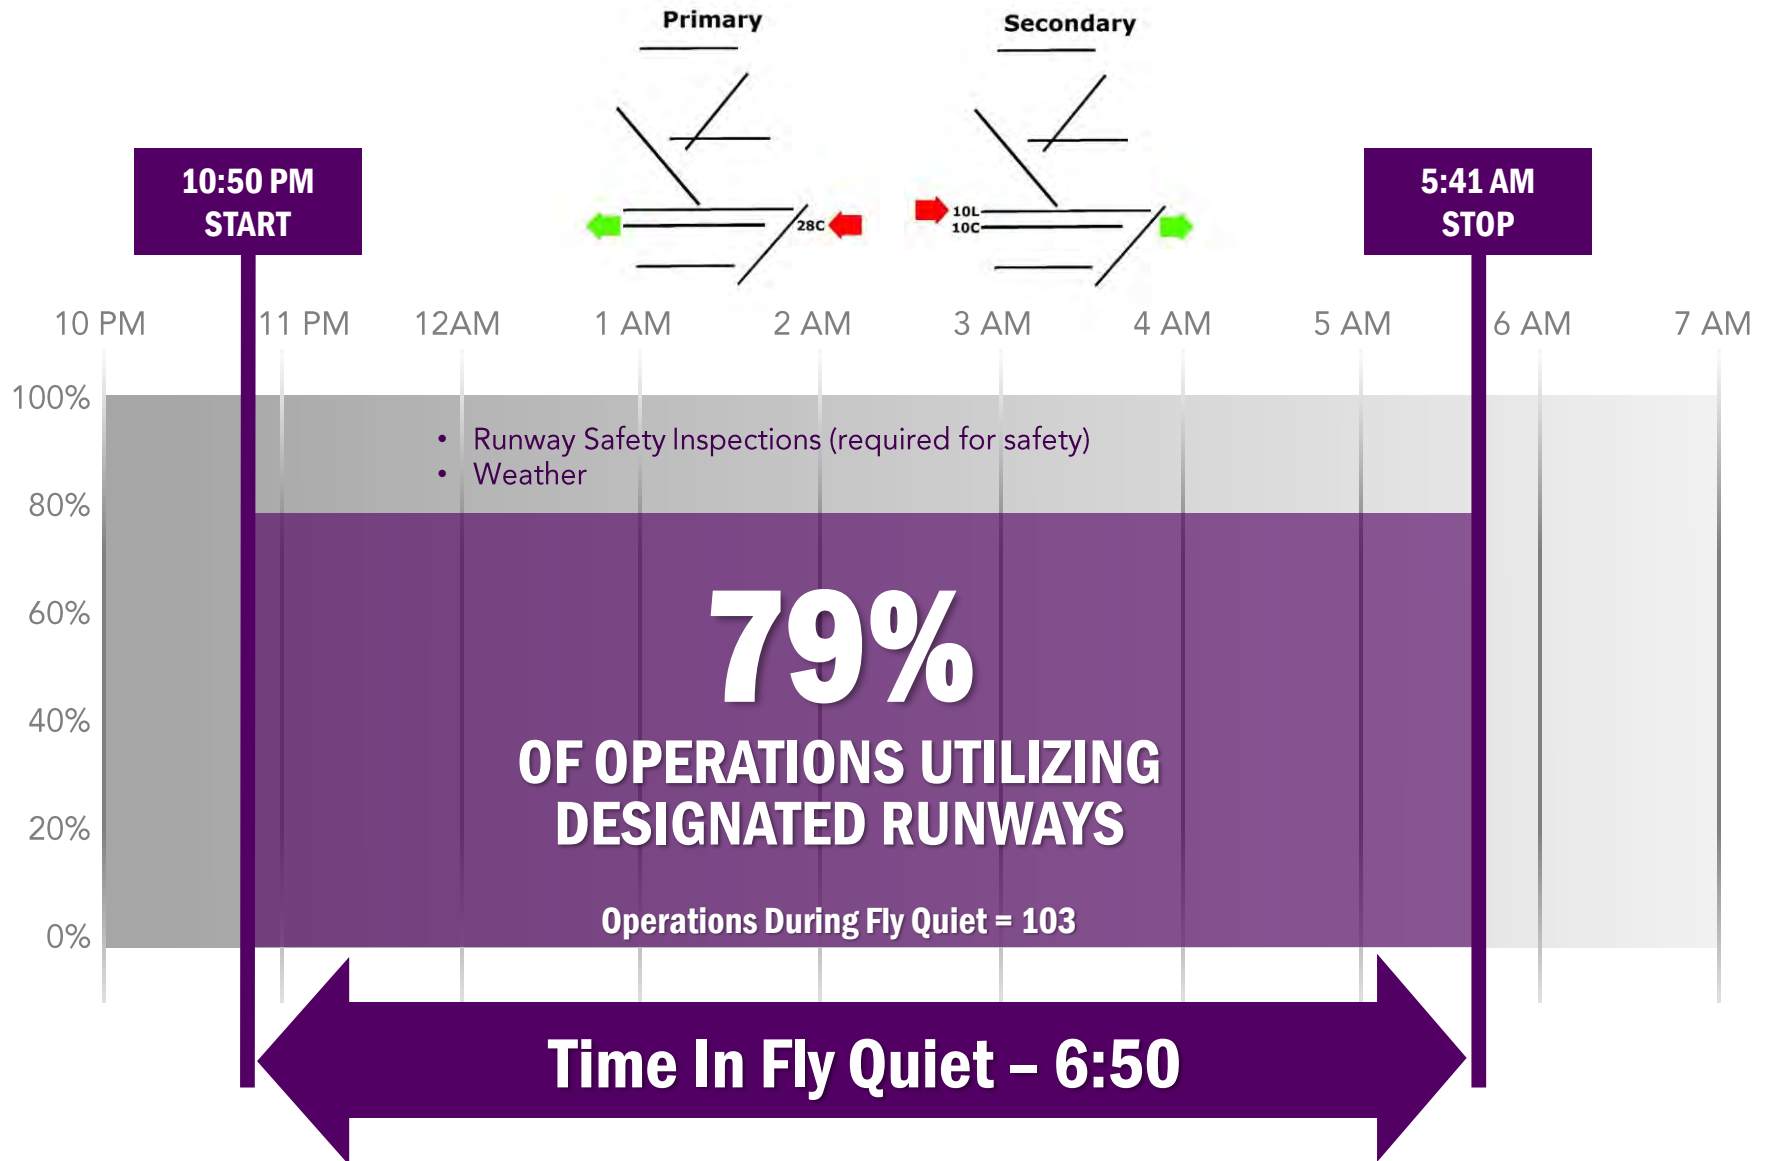 Primary
Secondary
10:50 PM
START
5:41 AM
STOP
28C
10L
10C
10 PM
11 PM
12AM
1 AM
2 AM
3 AM
4 AM
5 AM
6 AM
7 AM
100%
• Runway Safety Inspections (required for safety)
• Weather
80%
60%
40%
20%
0%
79%
OF OPERATIONS UTILIZING
DESIGNATED RUNWAYS
Operations During Fly Quiet = 103
Time In Fly Quiet – 6:50